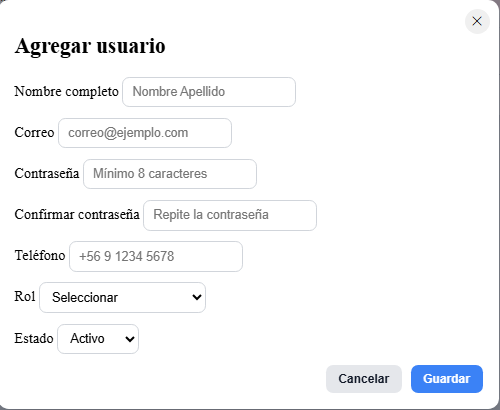 Agregar usuario
Nombre completo Nombre Apellido
Correo correo@ejemplo.com
Contraseña Mínimo 8 caracteres
Confirmar contraseña Repite la contraseña
Teléfono +56 9 1234 5678
Rol Seleccionar
Estado Activo
Cancelar Guardar